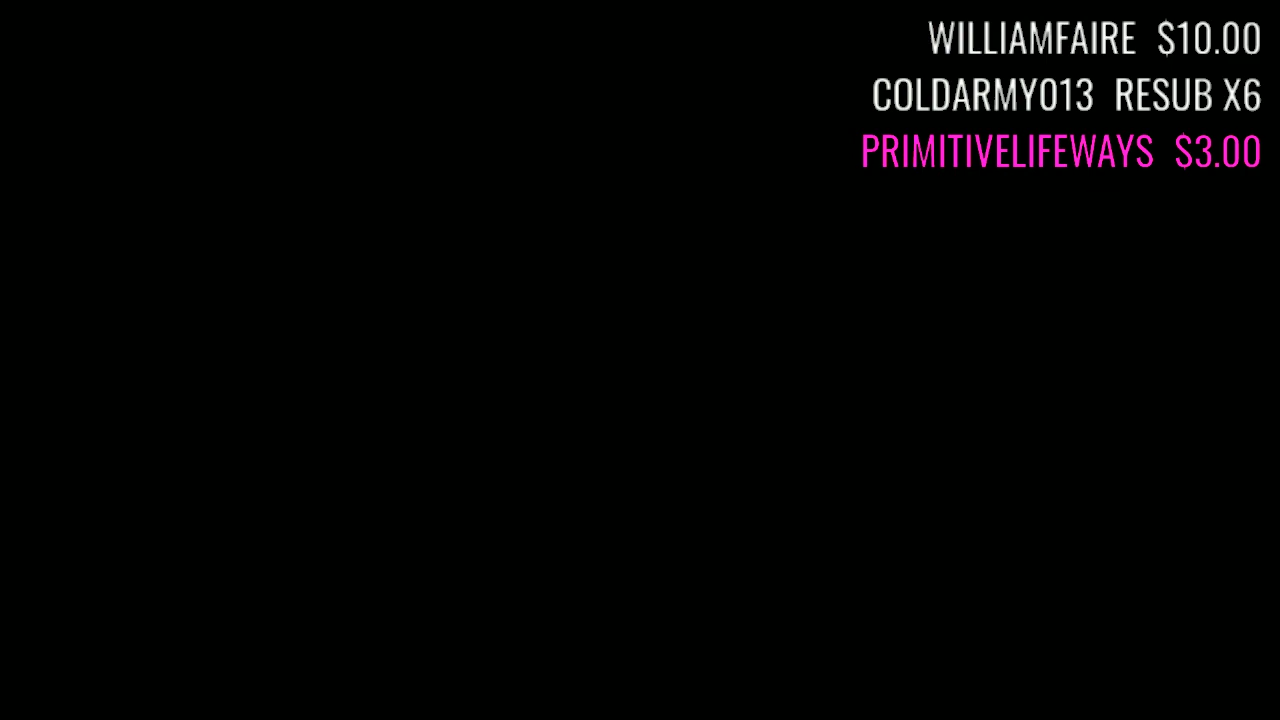 WILLIAMFAIRE $10.00
COLDARMY013 RESUB X6
PRIMITIVELIFEWAYS $3.00